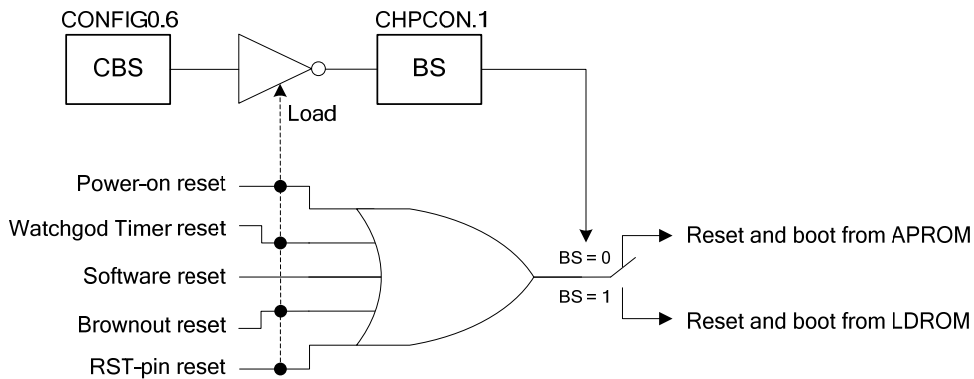 CONFIG0.6
CHPCON.1
CBS
BS
Load
Power-on reset
Watchgod Timer reset
Software reset
Brownout reset
RST-pin reset
BS = 0
BS = 1
Reset and boot from APROM
Reset and boot from LDROM